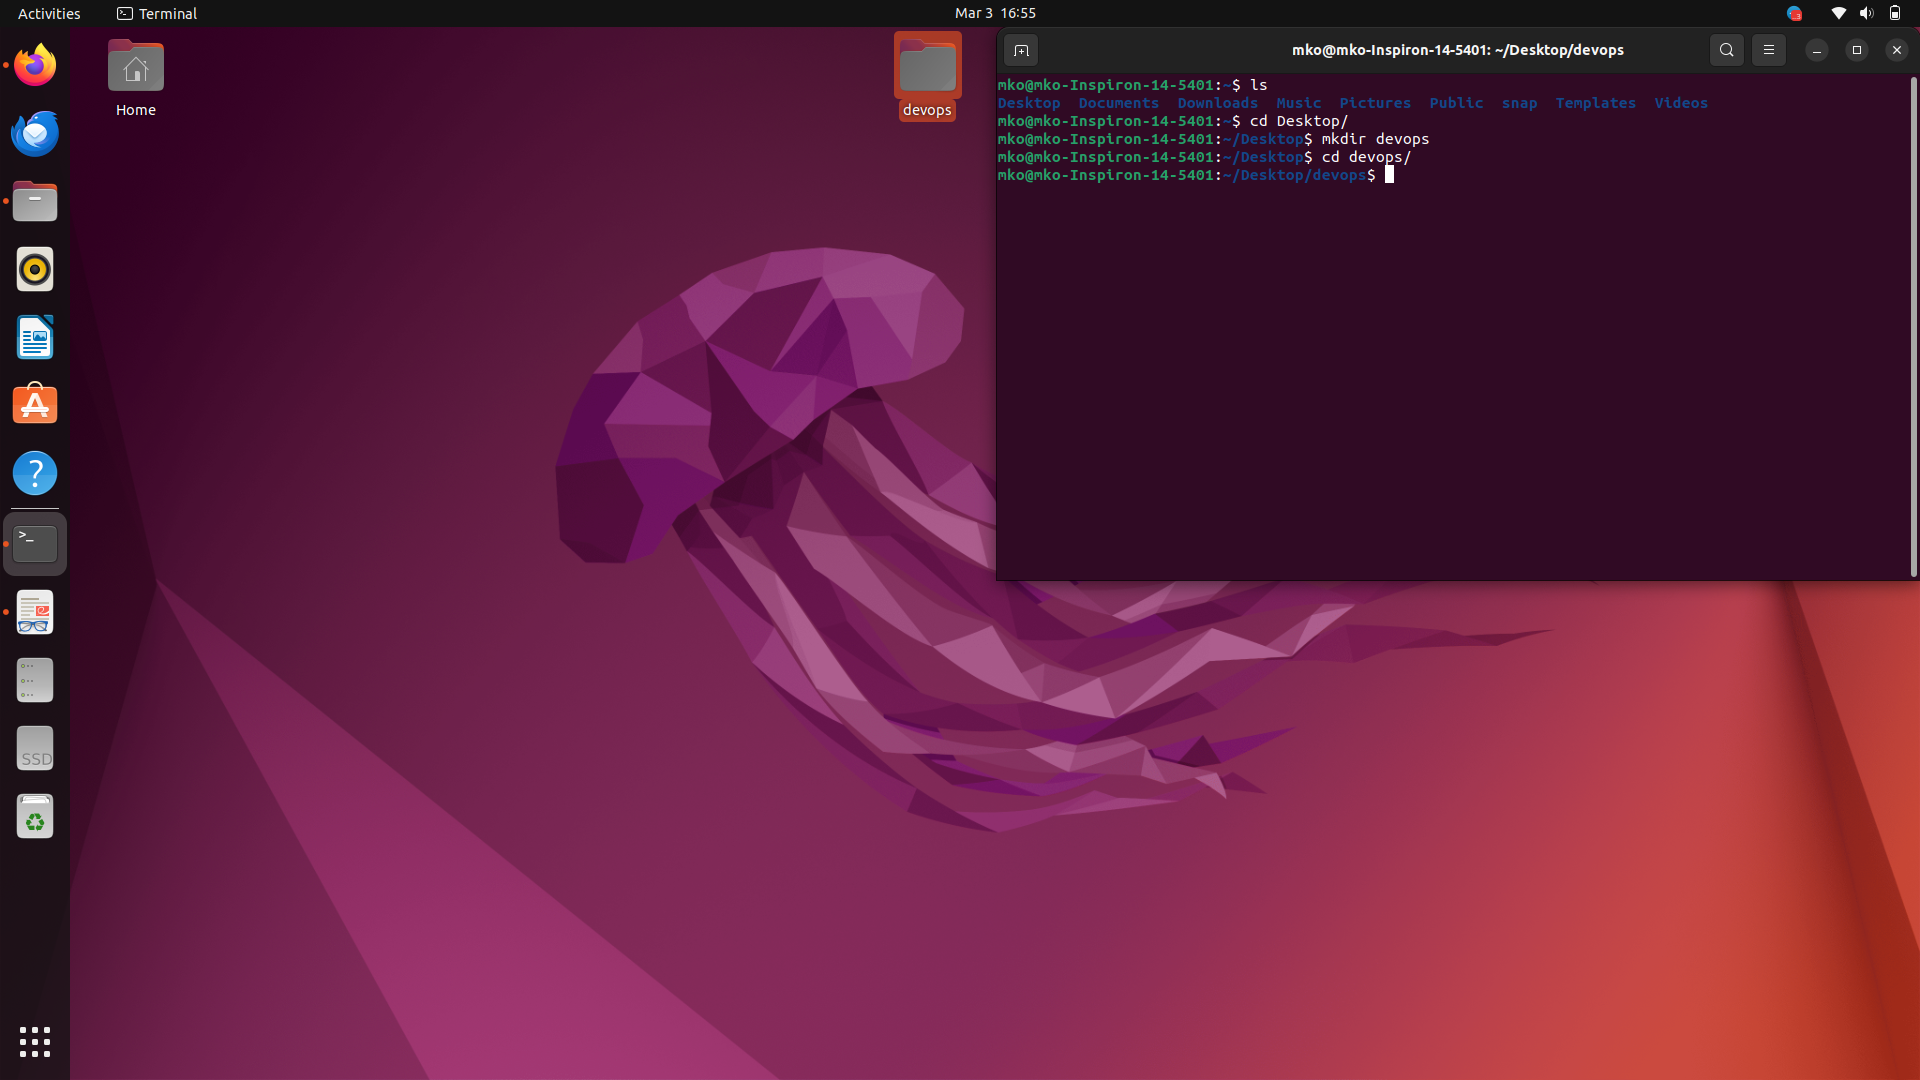 Activities Terminal Mar 3 16:55
Home
devops
mko@mko-Inspiron-14-5401: ~/Desktop/devops
mko@mko-Inspiron-14-5401:~$ ls
Desktop Documents Downloads Music Pictures Public snap Templates Videos
mko@mko-Inspiron-14-5401:~$ cd Desktop/
mko@mko-Inspiron-14-5401:~/Desktop$ mkdir devops
mko@mko-Inspiron-14-5401:~/Desktop$ cd devops/
mko@mko-Inspiron-14-5401:~/Desktop/devops$
SSD